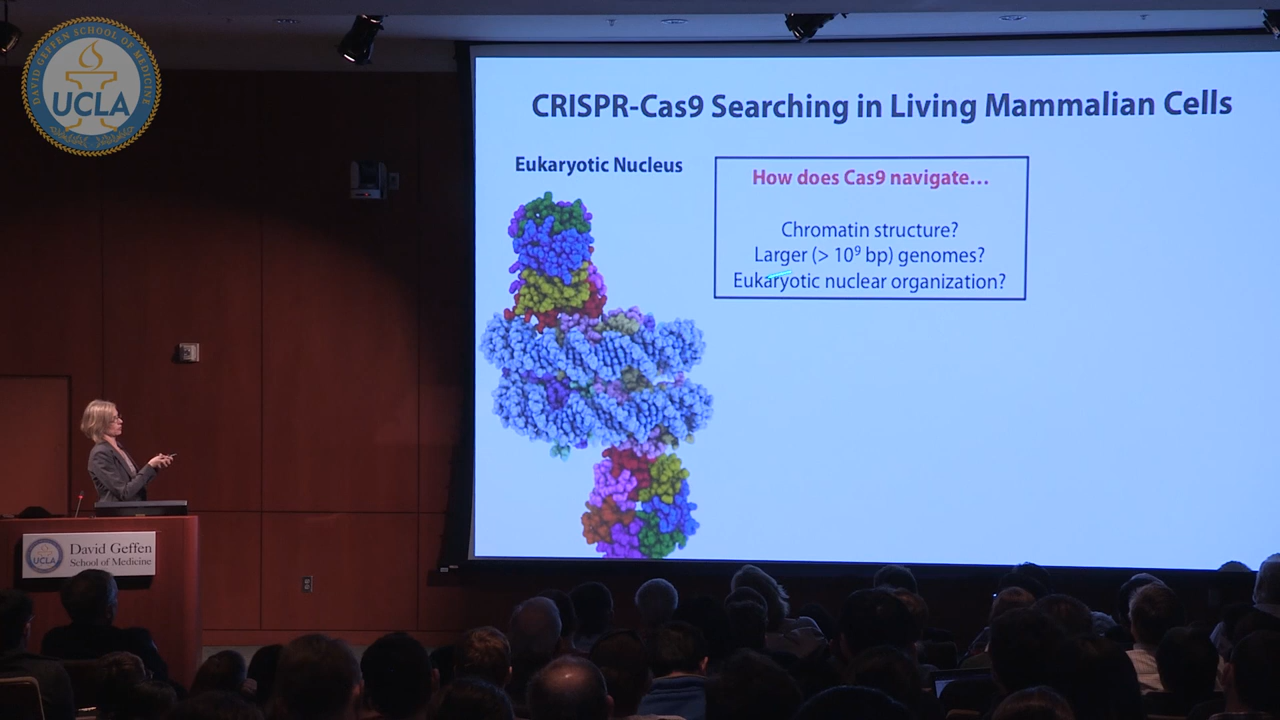 DAVID GEFFEN SCHOOL OF MEDICINE
UCLA
CRISPR-Cas9 Searching in Living Mammalian Cells
Eukaryotic Nucleus
How does Cas9 navigate…
Chromatin structure?
Larger (> 10⁹ bp) genomes?
Eukaryotic nuclear organization?
UCLA
David Geffen
School of Medicine